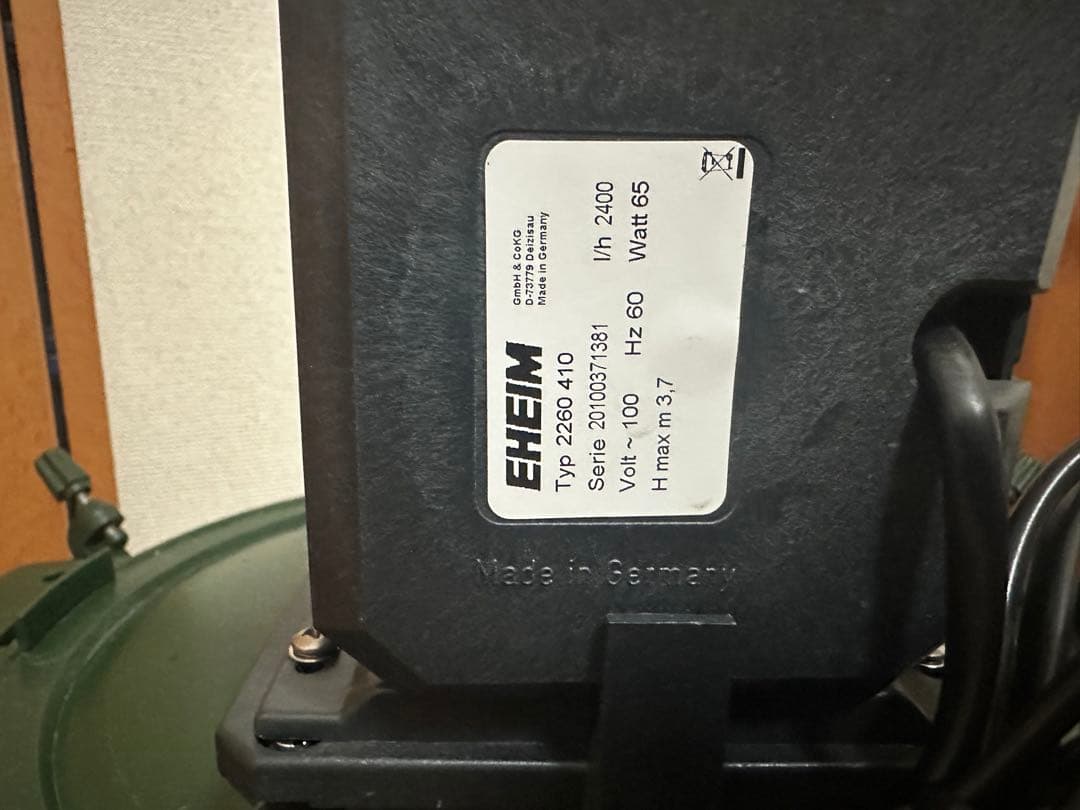 EHEIM
GmbH & CoKG
D-73779 Deizisau
Made in Germany
Typ 2260 410
Serie 20100371381 l/h 2400
Volt ~ 100 Hz 60 Watt 65
H max m 3,7
Made in Germany